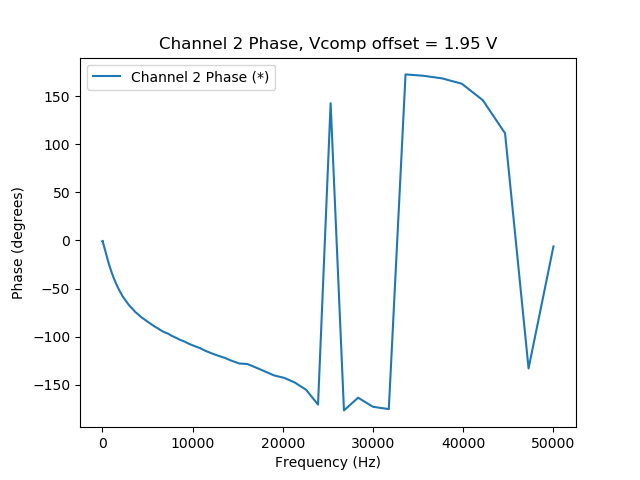 Channel 2 Phase, Vcomp offset = 1.95 V
Channel 2 Phase (*)
Phase (degrees)
150
100
50
0
−50
−100
−150
0 10000 20000 30000 40000 50000
Frequency (Hz)